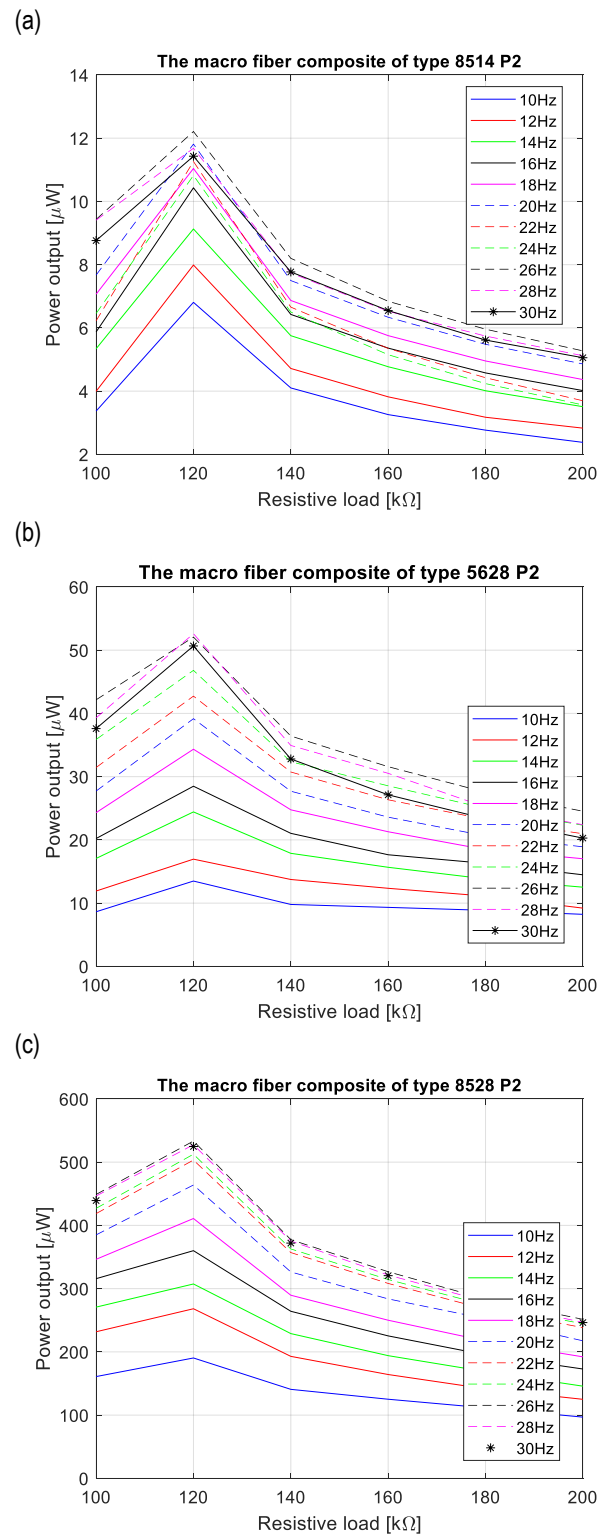 (a)
The macro fiber composite of type 8514 P2
14
12
10
8
6
4
2
Power output [μW]
10Hz
12Hz
14Hz
16Hz
18Hz
20Hz
22Hz
24Hz
26Hz
28Hz
30Hz
100 120 140 160 180 200
Resistive load [kΩ]
(b)
The macro fiber composite of type 5628 P2
60
50
40
30
20
10
0
Power output [μW]
10Hz
12Hz
14Hz
16Hz
18Hz
20Hz
22Hz
24Hz
26Hz
28Hz
30Hz
100 120 140 160 180 200
Resistive load [kΩ]
(c)
The macro fiber composite of type 8528 P2
600
500
400
300
200
100
0
Power output [μW]
10Hz
12Hz
14Hz
16Hz
18Hz
20Hz
22Hz
24Hz
26Hz
28Hz
30Hz
100 120 140 160 180 200
Resistive load [kΩ]